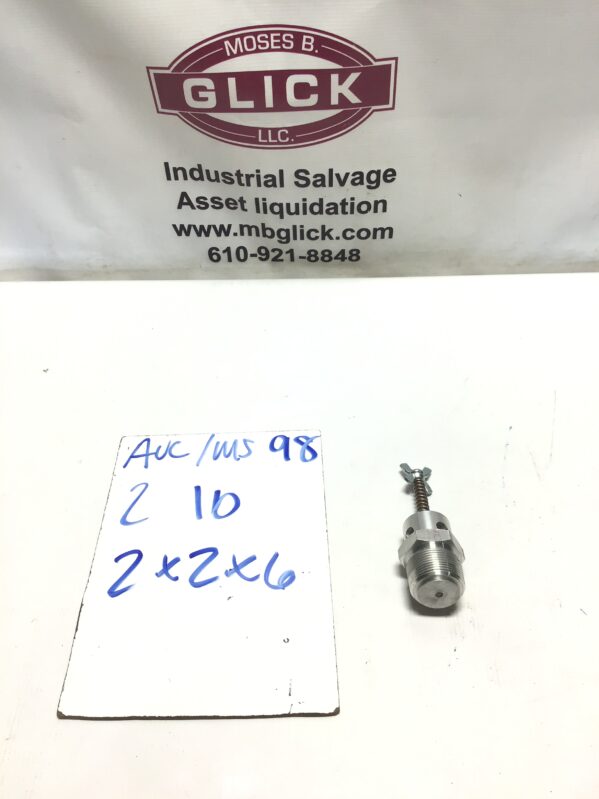 MOSES B.
GLICK
LLC.
Industrial Salvage
Asset liquidation
www.mbglick.com
610-921-8848
AUC/MS 98
2 10
2x2x6